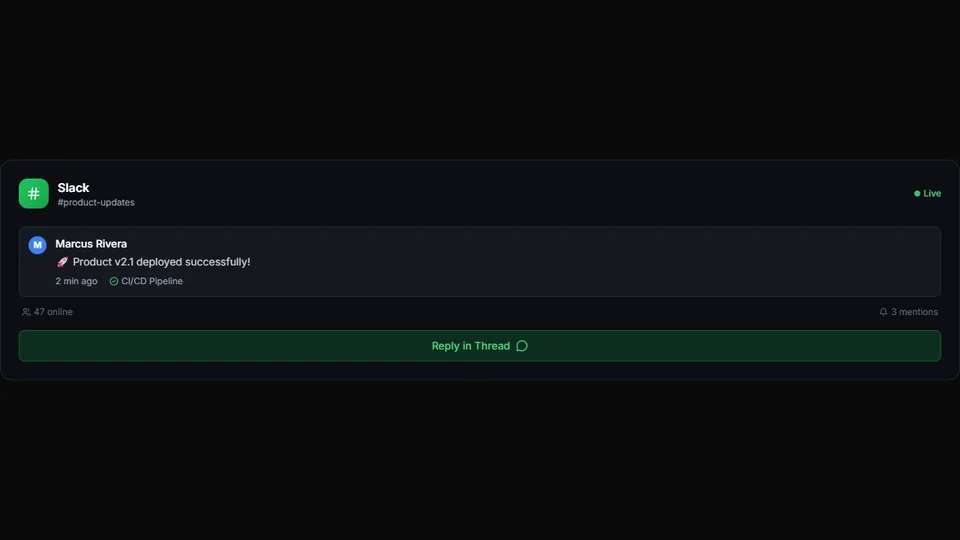 Slack
#product-updates
Live
M
Marcus Rivera
🚀 Product v2.1 deployed successfully!
2 min ago CI/CD Pipeline
47 online
3 mentions
Reply in Thread